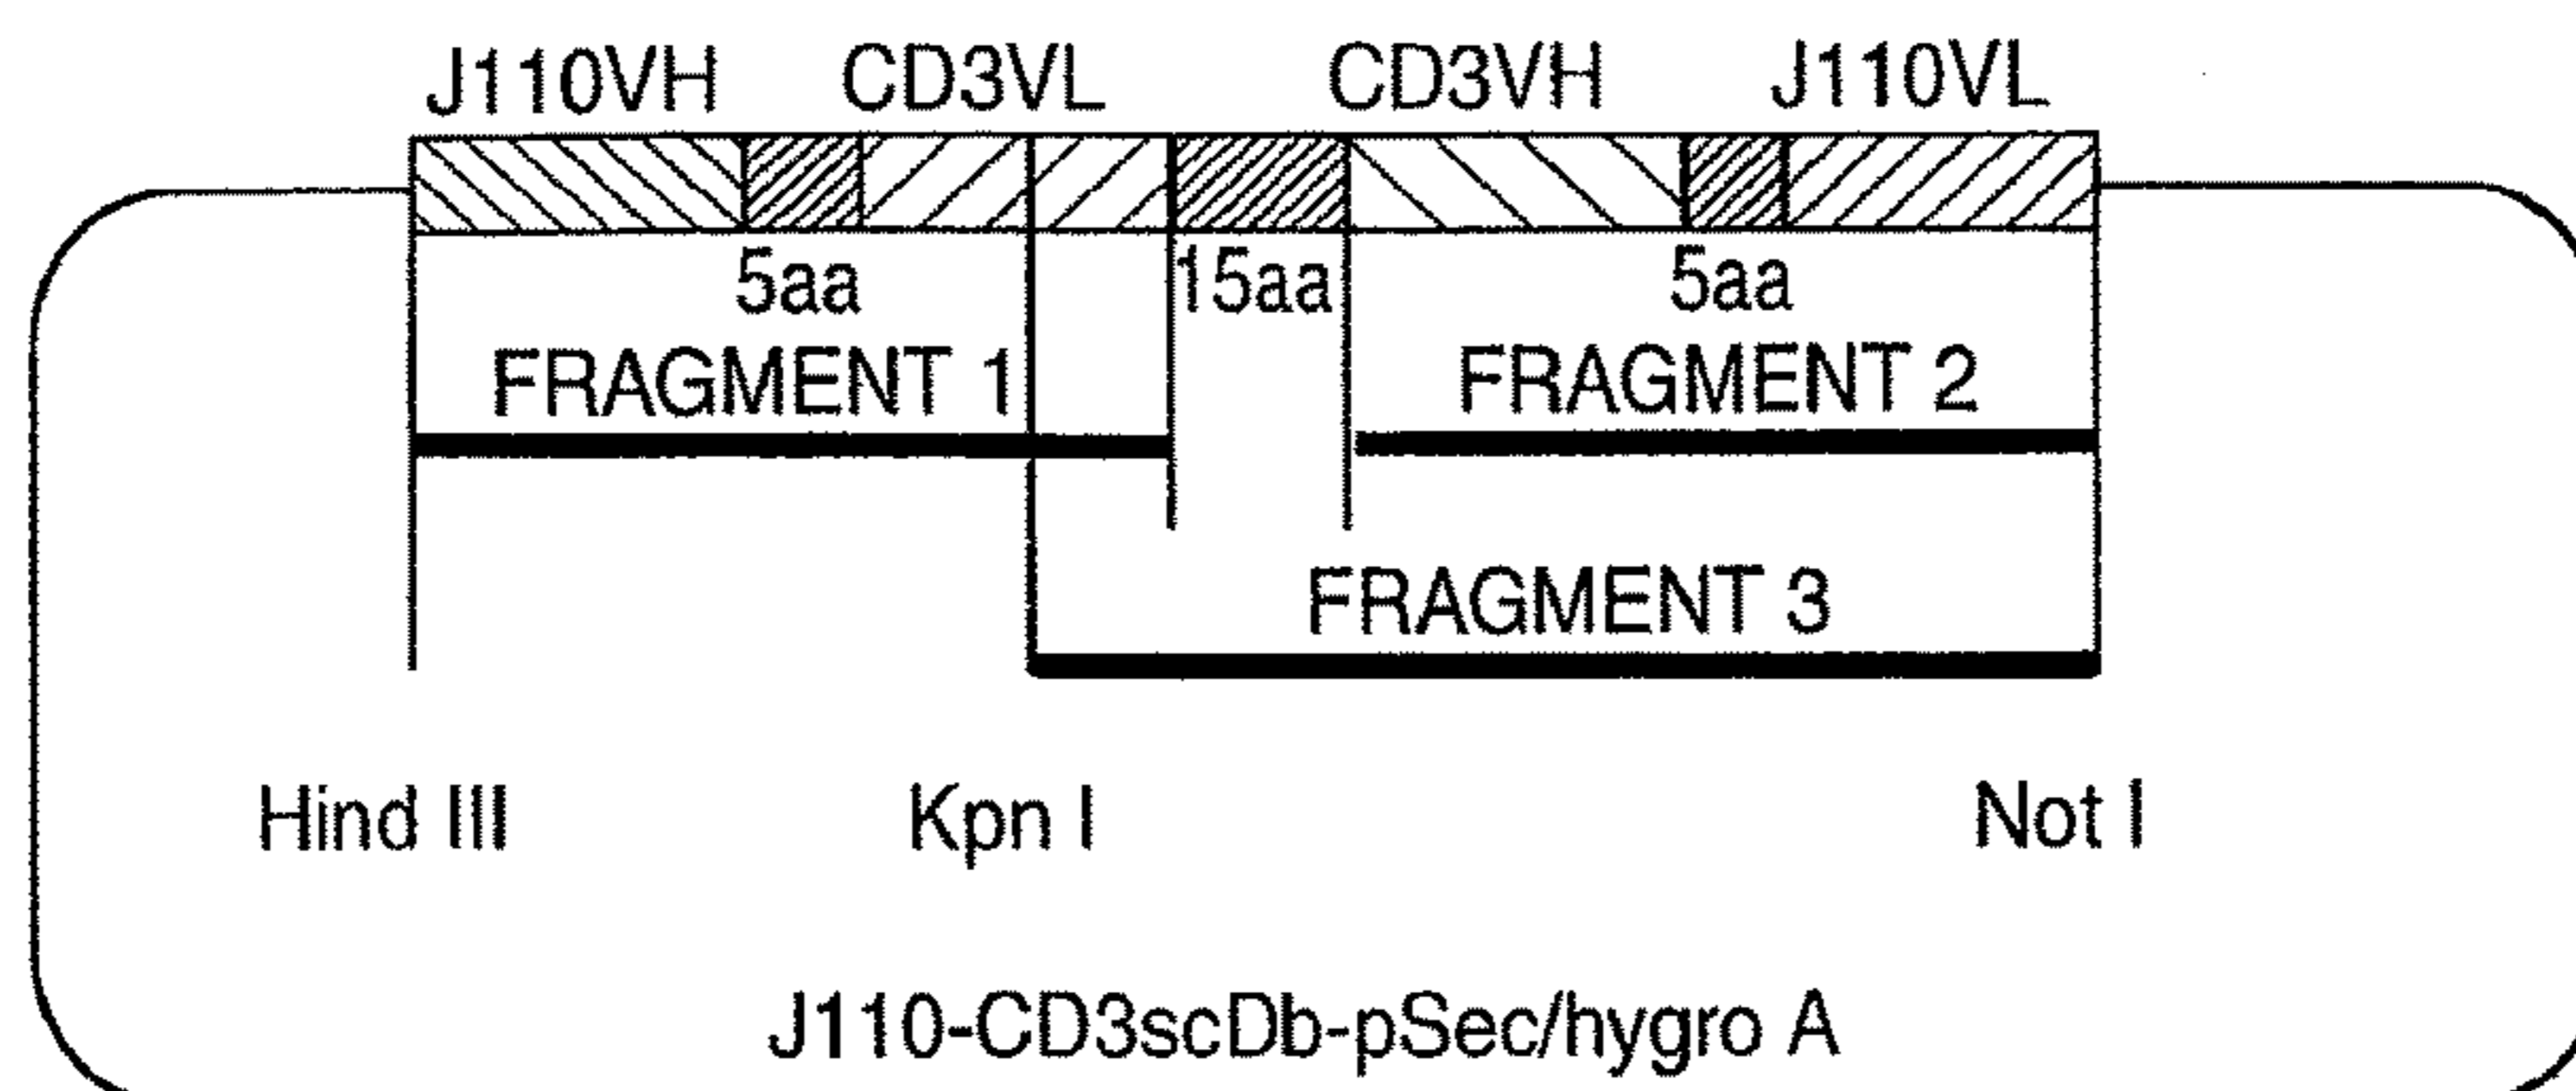 J110VH CD3VL CD3VH J110VL
5aa 15aa 5aa
FRAGMENT 1 FRAGMENT 2
FRAGMENT 3
Hind III Kpn I Not I
J110-CD3scDb-pSec/hygro A